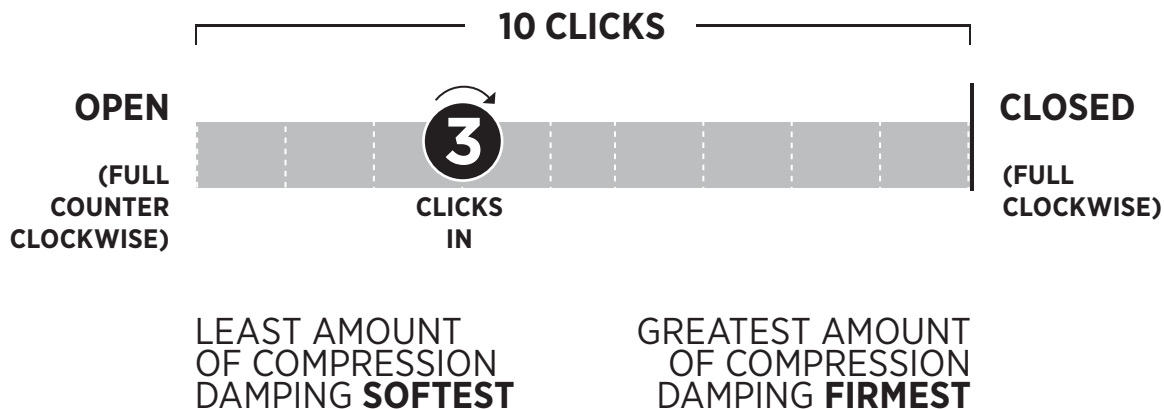 10 CLICKS
OPEN
(FULL
COUNTER
CLOCKWISE)
3
CLICKS
IN
CLOSED
(FULL
CLOCKWISE)
LEAST AMOUNT
OF COMPRESSION
DAMPING SOFTEST
GREATEST AMOUNT
OF COMPRESSION
DAMPING FIRMEST